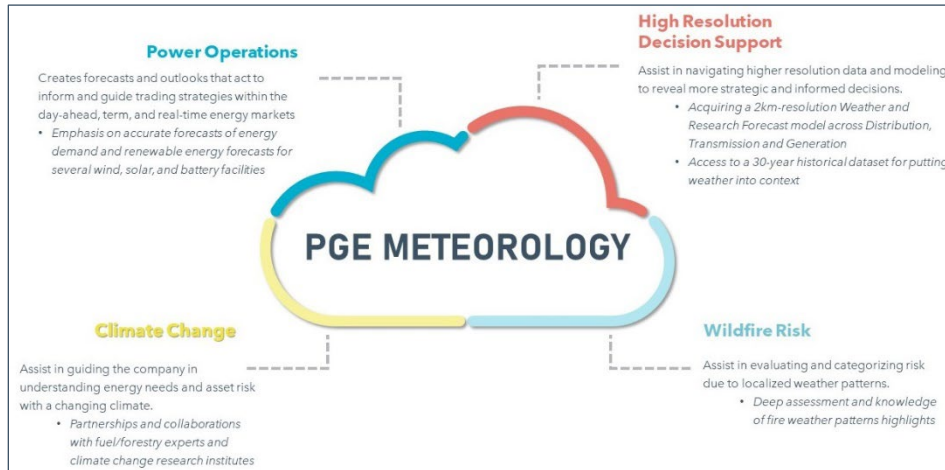 Power Operations
Creates forecasts and outlooks that act to
inform and guide trading strategies within the
day-ahead, term, and real-time energy markets
• Emphasis on accurate forecasts of energy
demand and renewable energy forecasts for
several wind, solar, and battery facilities
High Resolution
Decision Support
Assist in navigating higher resolution data and modeling
to reveal more strategic and informed decisions.
• Acquiring a 2km-resolution Weather and
Research Forecast model across Distribution,
Transmission and Generation
• Access to a 30-year historical dataset for putting
weather into context
PGE METEOROLOGY
Climate Change
Assist in guiding the company in
understanding energy needs and asset risk
with a changing climate.
• Partnerships and collaborations
with fuel/forestry experts and
climate change research institutes
Wildfire Risk
Assist in evaluating and categorizing risk
due to localized weather patterns.
• Deep assessment and knowledge
of fire weather patterns highlights